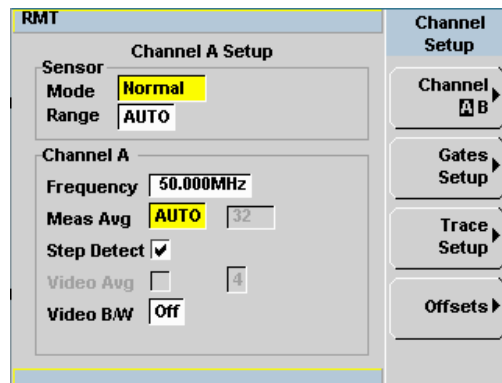 RMT
Channel A Setup
Sensor
Mode Normal
Range AUTO
Channel A
Frequency 50.000MHz
Meas Avg AUTO 32
Step Detect
Video Avg 4
Video B/W Off
Channel
Setup
Channel
A B
Gates
Setup
Trace
Setup
Offsets